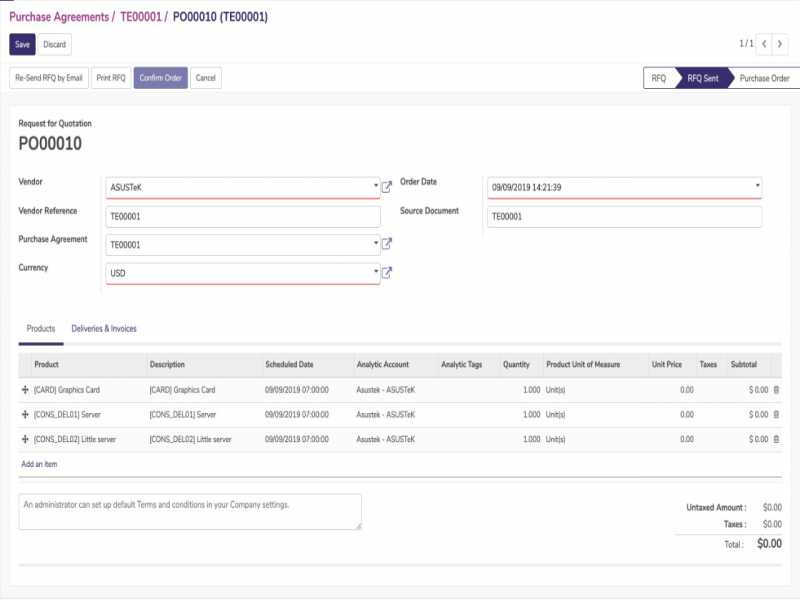 Purchase Agreements / TE00001 / PO00010 (TE00001)
Save Discard 1 / 1
Re-Send RFQ by Email Print RFQ Confirm Order Cancel RFQ RFQ Sent Purchase Order
Request for Quotation
PO00010
Vendor ASUSTeK Order Date 09/09/2019 14:21:39
Vendor Reference TE00001 Source Document TE00001
Purchase Agreement TE00001
Currency USD
Products Deliveries & Invoices
Product Description Scheduled Date Analytic Account Analytic Tags Quantity Product Unit of Measure Unit Price Taxes Subtotal
[CARD] Graphics Card [CARD] Graphics Card 09/09/2019 07:00:00 Asustek - ASUSTeK 1.000 Unit(s) 0.00 $ 0.00
[CONS_DEL01] Server [CONS_DEL01] Server 09/09/2019 07:00:00 Asustek - ASUSTeK 1.000 Unit(s) 0.00 $ 0.00
[CONS_DEL02] Little server [CONS_DEL02] Little server 09/09/2019 07:00:00 Asustek - ASUSTeK 1.000 Unit(s) 0.00 $ 0.00
Add an item
An administrator can set up default Terms and conditions in your Company settings.
Untaxed Amount : $0.00
Taxes : $0.00
Total : $0.00